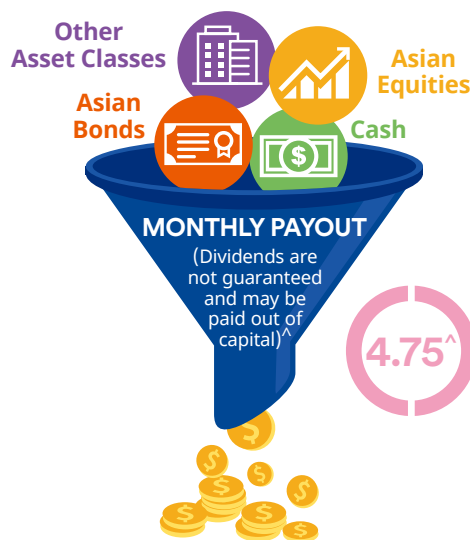 Other
Asset Classes
Asian
Equities
Asian
Bonds
Cash
$
MONTHLY PAYOUT
(Dividends are
not guaranteed
and may be
paid out of
capital)^
4.75^
$
$
$
$
$
$
$
$